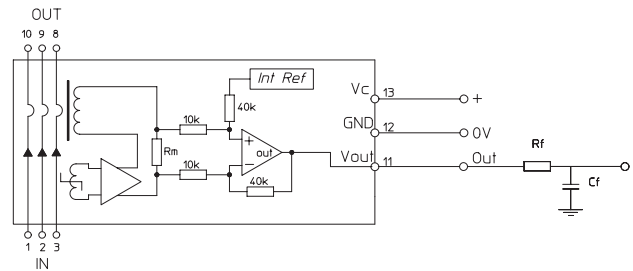 OUT
10 9 8
Int Ref
Vc 13 +
40k
10k
GND 12 0V
+
Rm
out
Vout 11 Out
Rf
10k
−
40k
Cf
1 2 3
IN